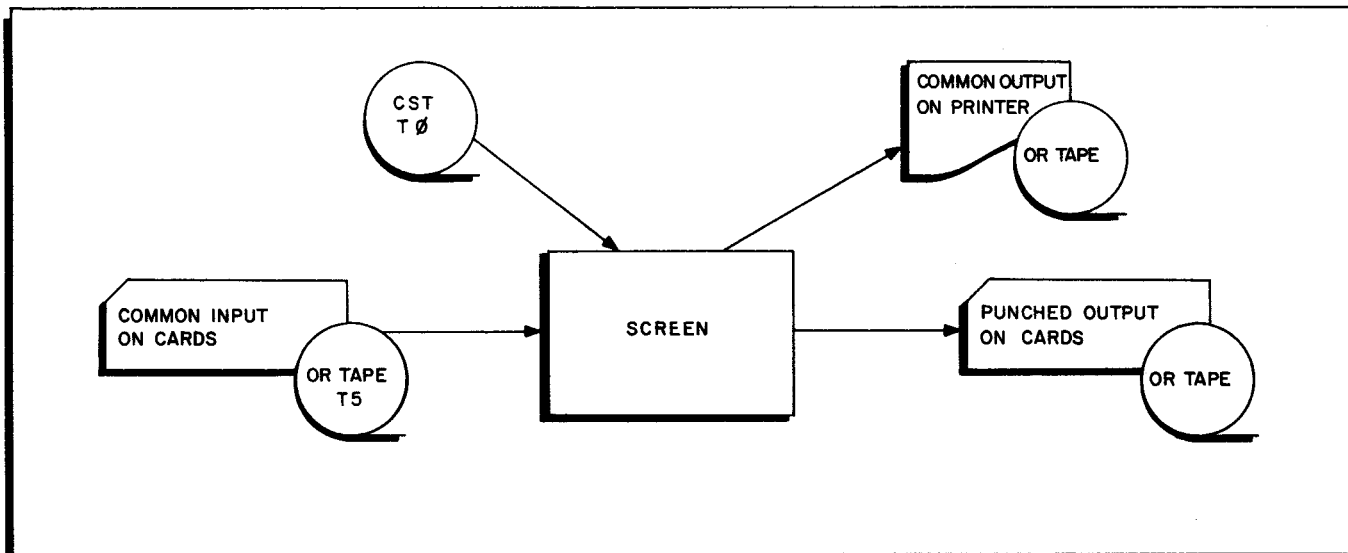 CST
TØ
COMMON OUTPUT
ON PRINTER
OR TAPE
COMMON INPUT
ON CARDS
OR TAPE
T5
SCREEN
PUNCHED OUTPUT
ON CARDS
OR TAPE